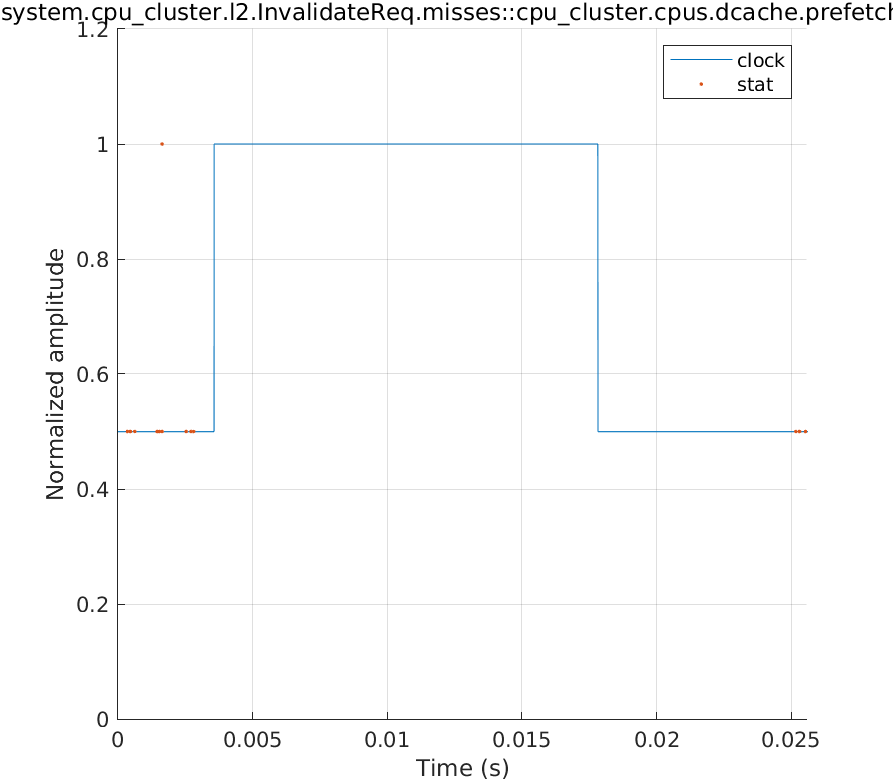 system.cpu_cluster.l2.InvalidateReq.misses::cpu_cluster.cpus.dcache.prefetch
1.2
clock
stat
1
0.8
0.6
0.4
0.2
0
Normalized amplitude
0
0.005
0.01
0.015
0.02
0.025
Time (s)